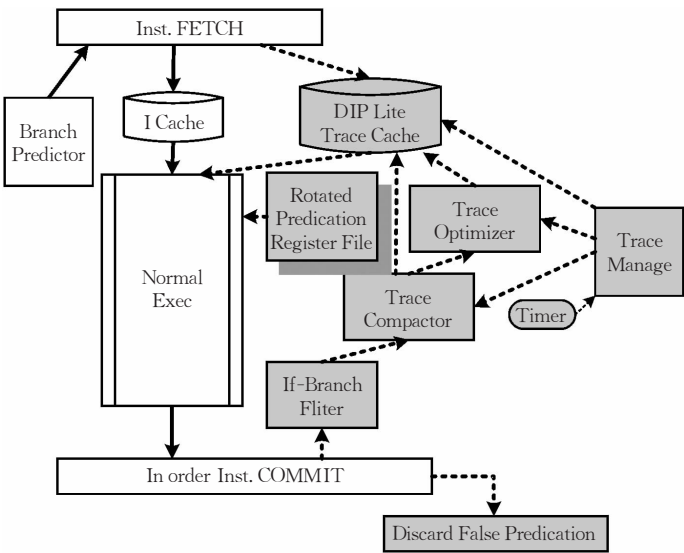 Inst. FETCH
Branch
Predictor
I Cache
DIP Lite
Trace Cache
Rotated
Predication
Register File
Trace
Optimizer
Trace
Manage
Normal
Exec
Trace
Compactor
Timer
If-Branch
Fliter
In order Inst. COMMIT
Discard False Predication